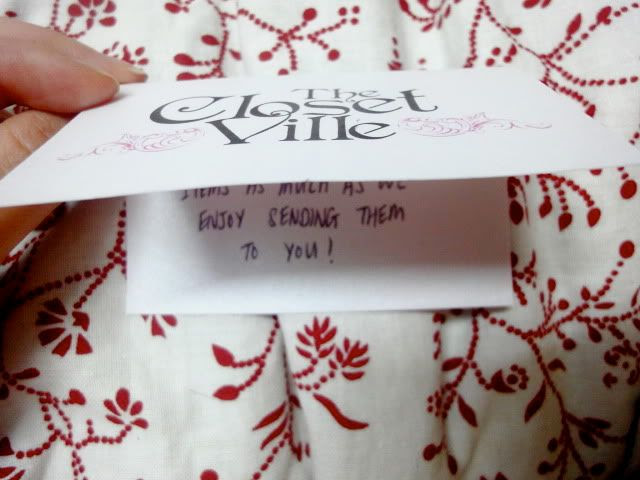 The
Closet
Ville
ITEMS AS MUCH AS WE
ENJOY SENDING THEM
TO YOU!